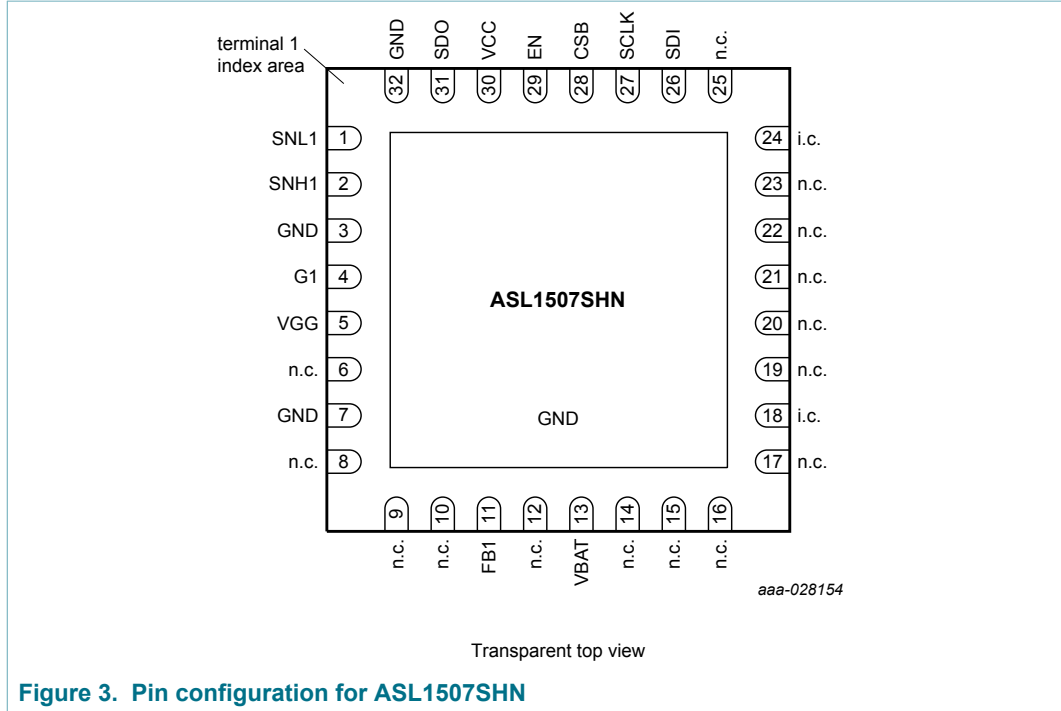 terminal 1
index area
GND
SDO
VCC
EN
CSB
SCLK
SDI
n.c.
32
31
30
29
28
27
26
25
SNL1 1
SNH1 2
GND 3
G1 4
VGG 5
n.c. 6
GND 7
n.c. 8
24 i.c.
23 n.c.
22 n.c.
21 n.c.
20 n.c.
19 n.c.
18 i.c.
17 n.c.
ASL1507SHN
GND
9
10
11
12
13
14
15
16
n.c.
n.c.
FB1
n.c.
VBAT
n.c.
n.c.
n.c.
aaa-028154
Transparent top view
Figure 3. Pin configuration for ASL1507SHN